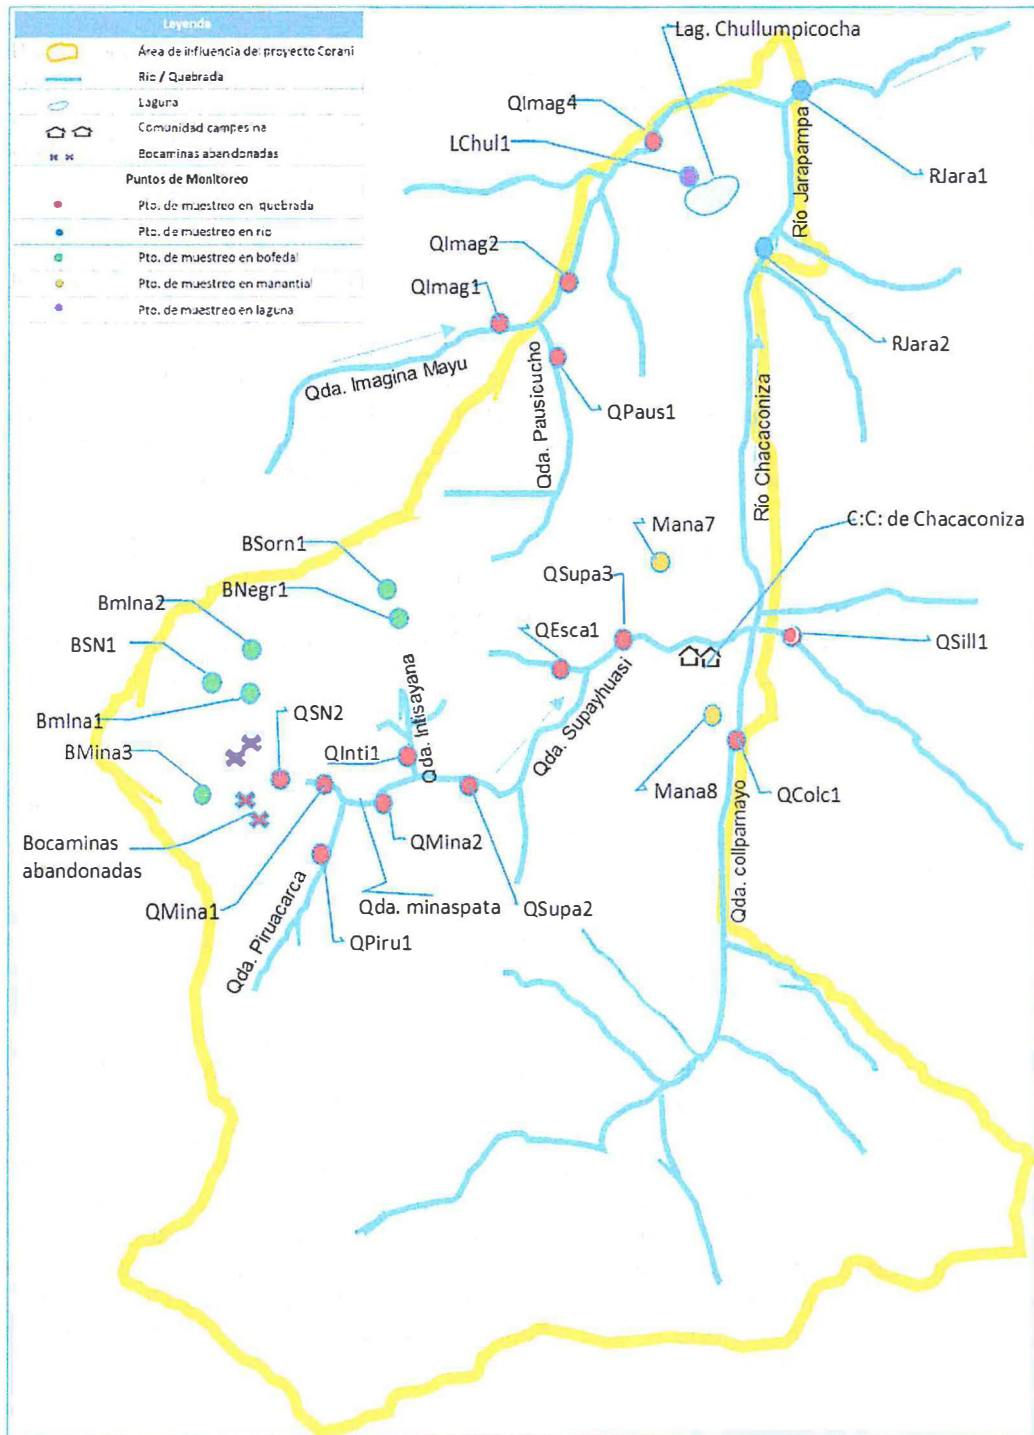 Leyenda
Área de influencia del proyecto Corani
Río / Quebrada
Laguna
Comunidad campesina
Bocaminas abandonadas
Puntos de Monitoreo
Pto. de muestreo en quebrada
Pto. de muestreo en río
Pto. de muestreo en bofedal
Pto. de muestreo en manantial
Pto. de muestreo en laguna
Lag. Chullumpicocha
QImag4
LChul1
RJara1
Río Jarapampa
QImag2
QImag1
RJara2
Qda. Imagina Mayu
QPaus1
Qda. Pausicucho
Río Chacaconiza
Mana7
C:C: de Chacaconiza
BSorn1
BNegr1
QSupa3
BmIna2
QEsca1
BSN1
QSill1
BmIna1
QSN2
Qda. Intisayana
Qda. Supayhuasi
BMina3
QInti1
Mana8
QColc1
Bocaminas
abandonadas
QMina2
QMina1
Qda. minaspata
QSupa2
Qda. collparnayo
Qda. Piruacarca
QPiru1